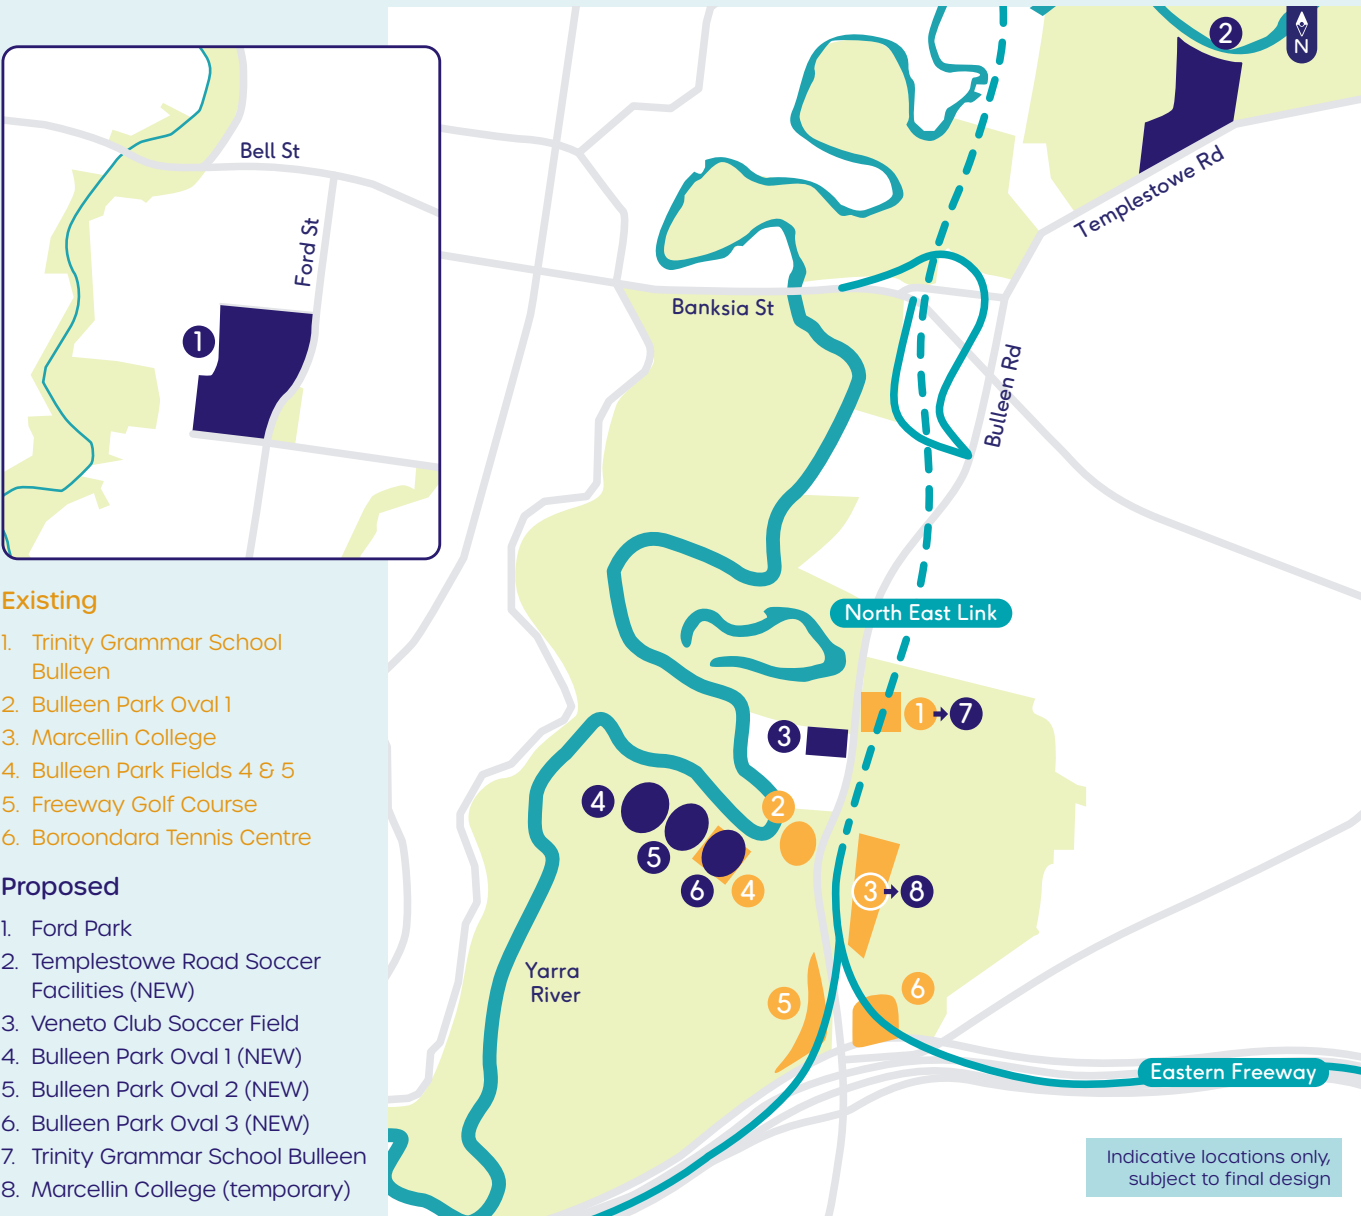 Bell St
Ford St
1
2
N
Templestowe Rd
Banksia St
Bulleen Rd
North East Link
1 7
3
2
4
5
6 4
3 8
Yarra
River
5
6
Eastern Freeway
Indicative locations only,
subject to final design
Existing
1. Trinity Grammar School
Bulleen
2. Bulleen Park Oval 1
3. Marcellin College
4. Bulleen Park Fields 4 & 5
5. Freeway Golf Course
6. Boroondara Tennis Centre
Proposed
1. Ford Park
2. Templestowe Road Soccer
Facilities (NEW)
3. Veneto Club Soccer Field
4. Bulleen Park Oval 1 (NEW)
5. Bulleen Park Oval 2 (NEW)
6. Bulleen Park Oval 3 (NEW)
7. Trinity Grammar School Bulleen
8. Marcellin College (temporary)